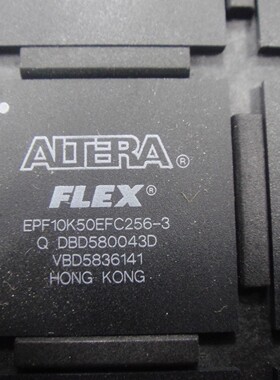 ALTERA®
FLEX®
EPF10K50EFC256-3
Q DBD580043D
VBD5836141
HONG KONG